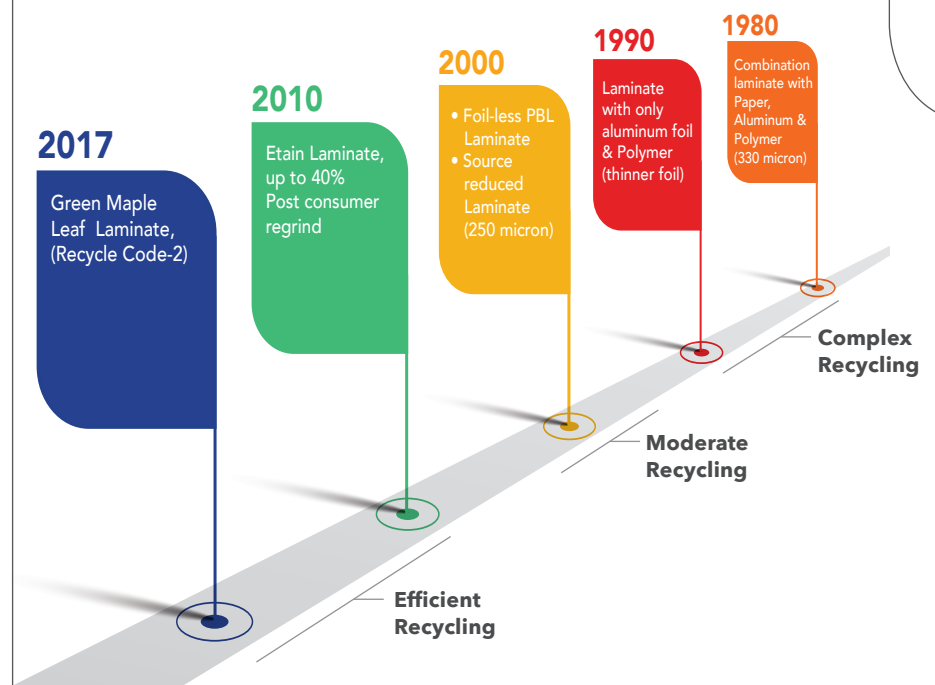 2017
Green Maple
Leaf Laminate,
(Recycle Code-2)
2010
Etain Laminate,
up to 40%
Post consumer
regrind
2000
• Foil-less PBL
Laminate
• Source
reduced
Laminate
(250 micron)
1990
Laminate
with only
aluminum foil
& Polymer
(thinner foil)
1980
Combination
laminate with
Paper,
Aluminum &
Polymer
(330 micron)
Complex
Recycling
Moderate
Recycling
Efficient
Recycling